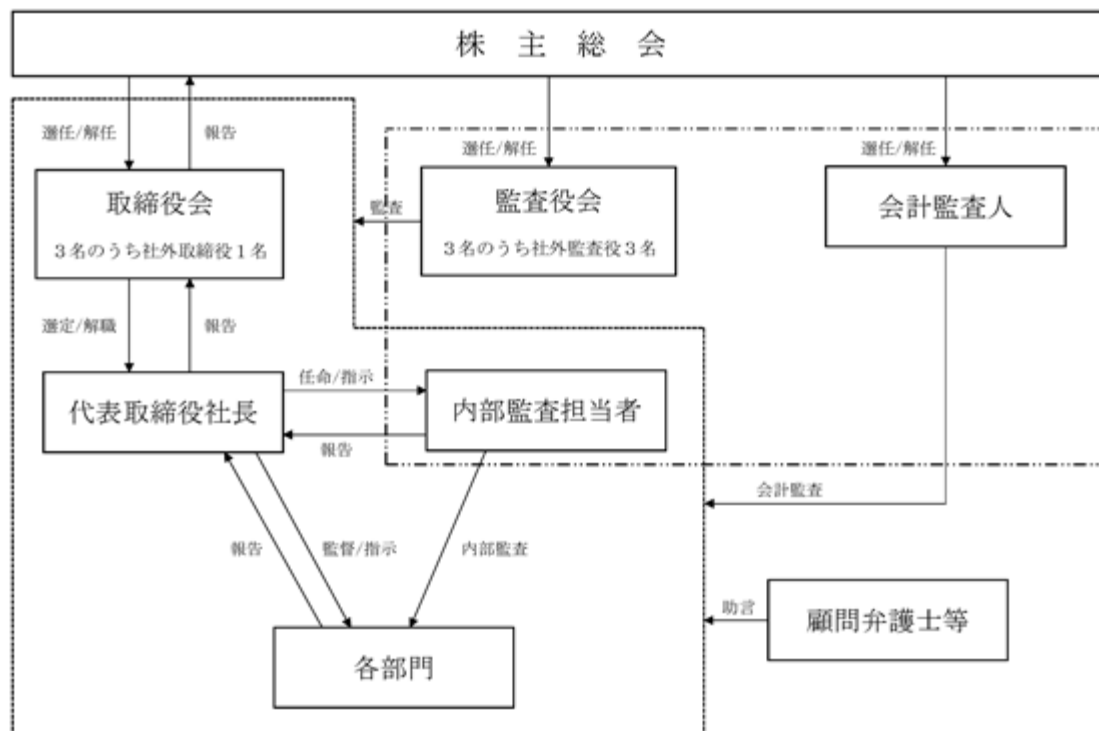 株主総会
選任/解任
報告
選任/解任
選任/解任
取締役会
3名のうち社外取締役1名
監査
監査役会
3名のうち社外監査役3名
会計監査人
選定/解職
報告
代表取締役社長
任命/指示
報告
内部監査担当者
会計監査
報告
監督/指示
内部監査
助言
顧問弁護士等
各部門